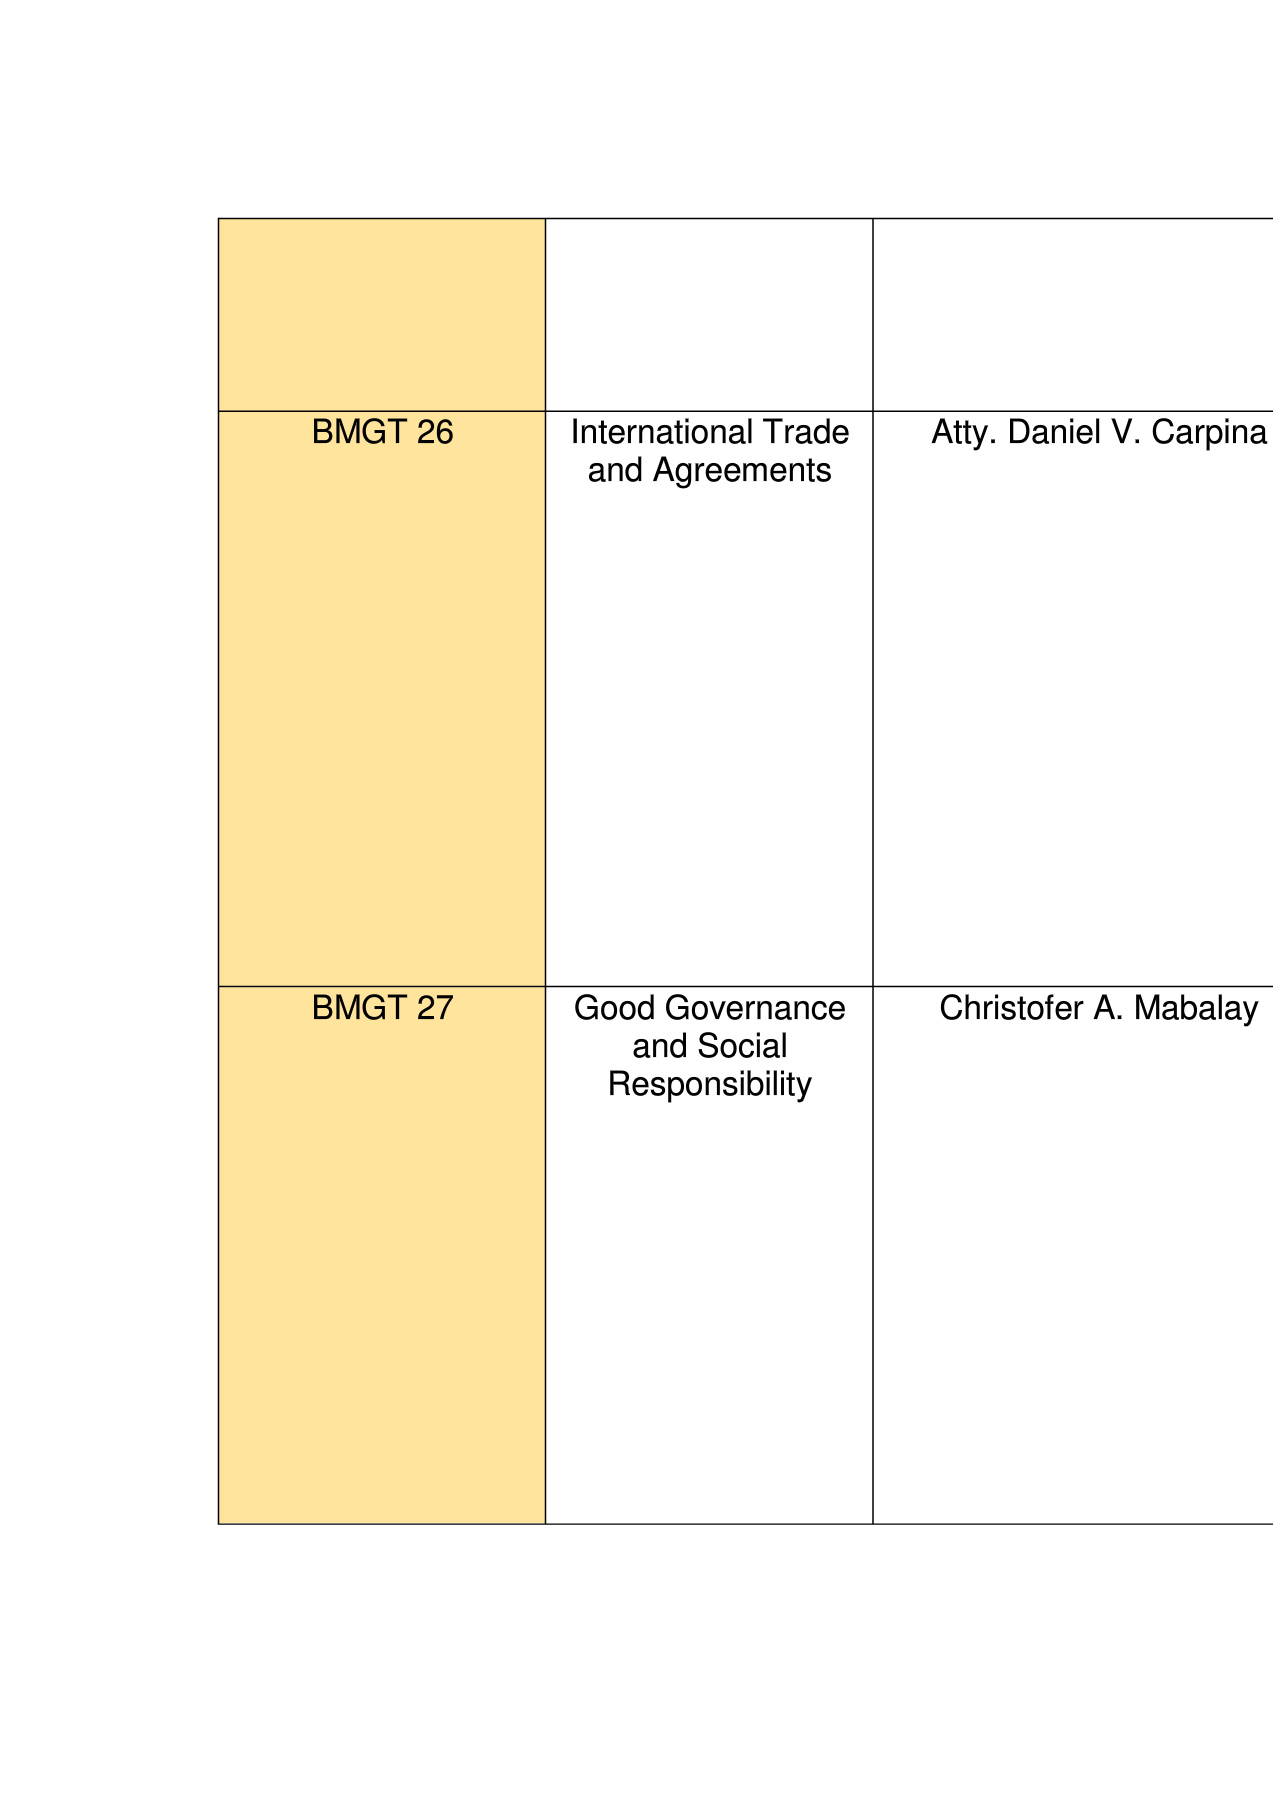 BMGT 26
International Trade
and Agreements
Atty. Daniel V. Carpina
BMGT 27
Good Governance
and Social
Responsibility
Christofer A. Mabalay